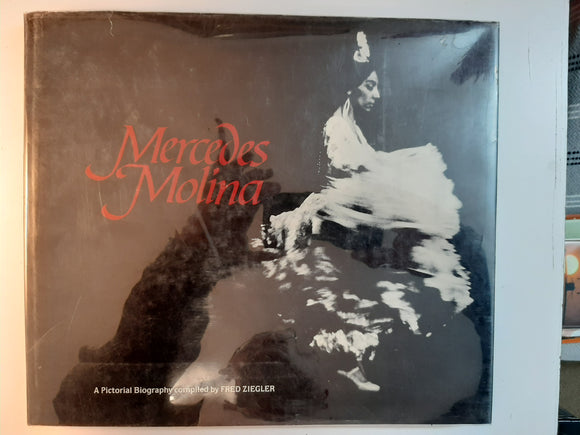 Mercedes
Molina
A Pictorial Biography compiled by FRED ZIEGLER